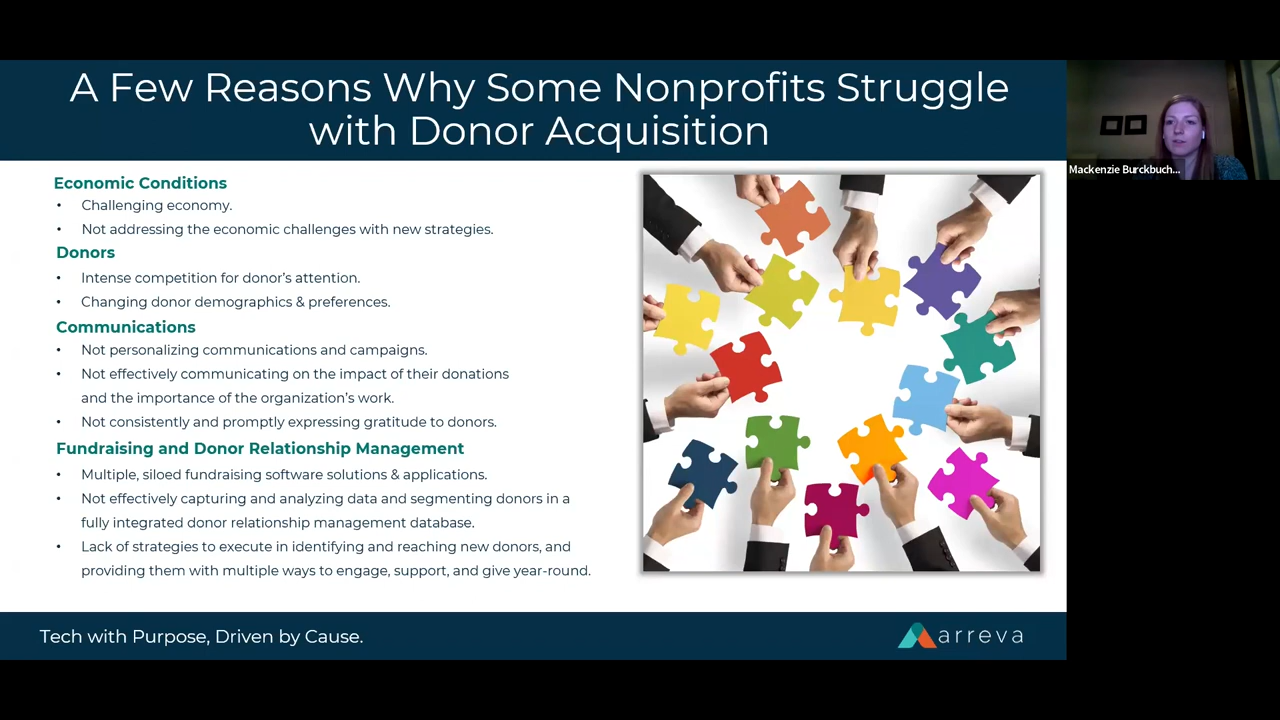 A Few Reasons Why Some Nonprofits Struggle
with Donor Acquisition
Economic Conditions
• Challenging economy.
• Not addressing the economic challenges with new strategies.
Donors
• Intense competition for donor's attention.
• Changing donor demographics & preferences.
Communications
• Not personalizing communications and campaigns.
• Not effectively communicating on the impact of their donations
and the importance of the organization's work.
• Not consistently and promptly expressing gratitude to donors.
Fundraising and Donor Relationship Management
• Multiple, siloed fundraising software solutions & applications.
• Not effectively capturing and analyzing data and segmenting donors in a
fully integrated donor relationship management database.
• Lack of strategies to execute in identifying and reaching new donors, and
providing them with multiple ways to engage, support, and give year-round.
Tech with Purpose, Driven by Cause.
arreva
Mackenzie Burckbuch...